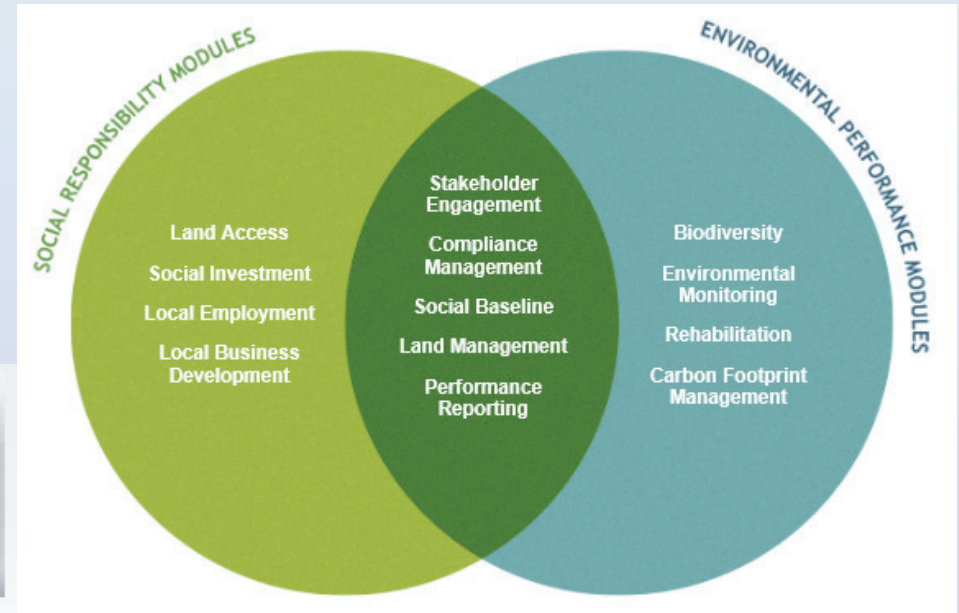 SOCIAL RESPONSIBILITY MODULES
ENVIRONMENTAL PERFORMANCE MODULES
Land Access
Social Investment
Local Employment
Local Business
Development
Stakeholder
Engagement
Compliance
Management
Social Baseline
Land Management
Performance
Reporting
Biodiversity
Environmental
Monitoring
Rehabilitation
Carbon Footprint
Management